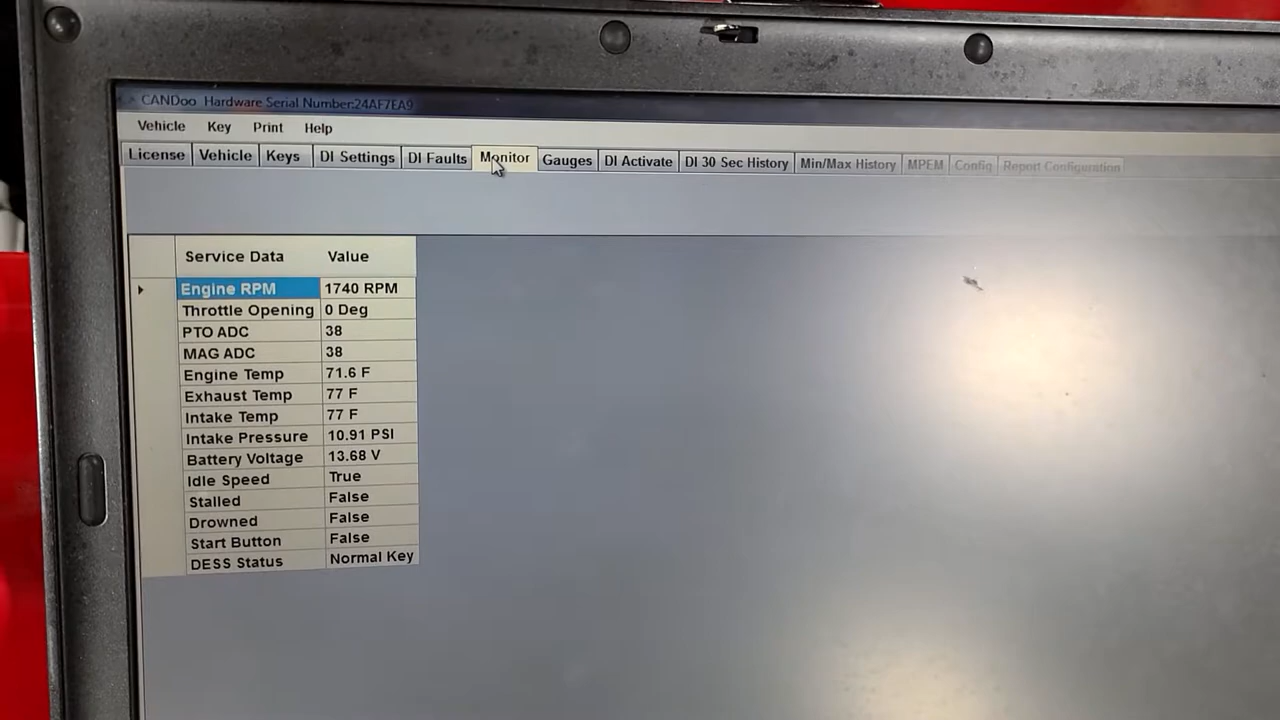 CANDoo Hardware Serial Number:24AF7EA9
Vehicle Key Print Help
License Vehicle Keys DI Settings DI Faults Monitor Gauges DI Activate DI 30 Sec History Min/Max History MPEM Config Report Configuration
Service Data Value
Engine RPM 1740 RPM
Throttle Opening 0 Deg
PTO ADC 38
MAG ADC 38
Engine Temp 71.6 F
Exhaust Temp 77 F
Intake Temp 77 F
Intake Pressure 10.91 PSI
Battery Voltage 13.68 V
Idle Speed True
Stalled False
Drowned False
Start Button False
DESS Status Normal Key